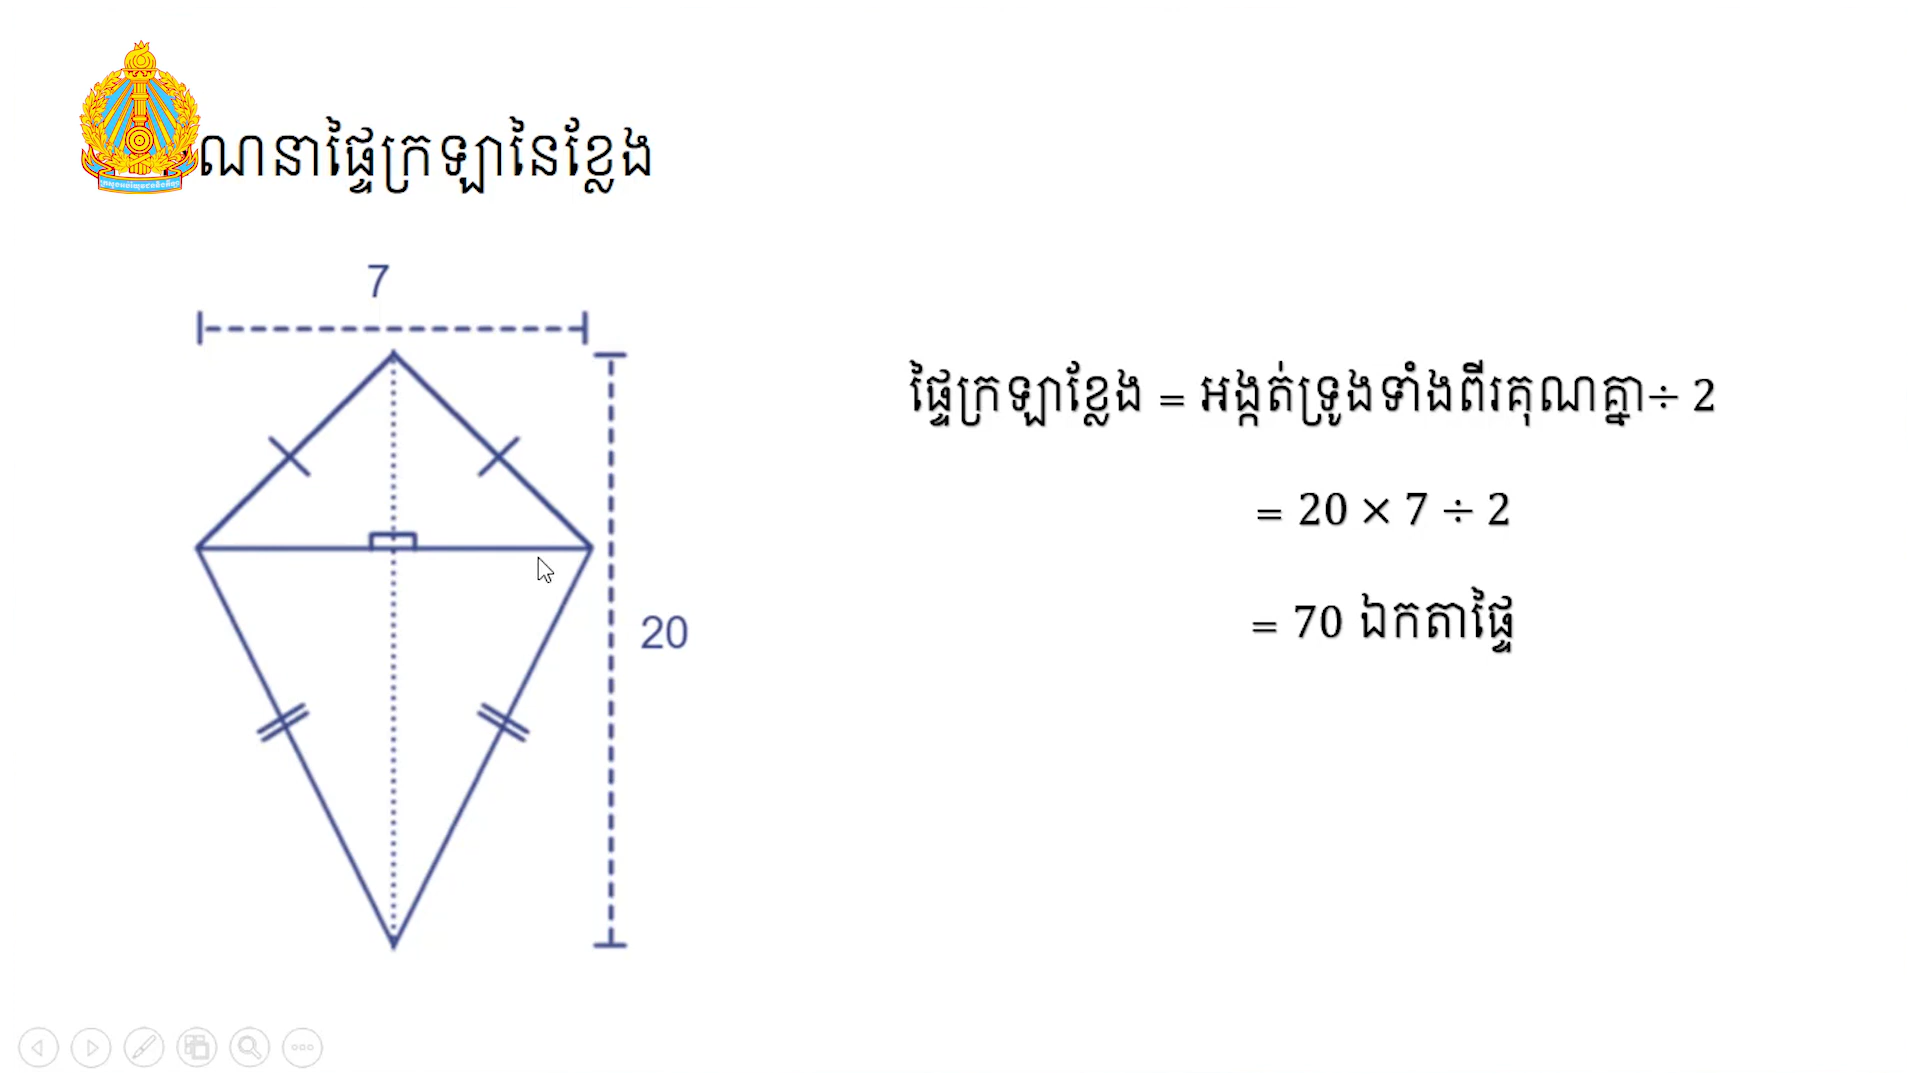 ណនាផ្ទៃក្រឡានៃខ្លែង
7
20
ផ្ទៃក្រឡាខ្លែង = អង្កត់ទ្រូងទាំងពីរគុណគ្នា÷ 2
= 20 × 7 ÷ 2
= 70 ឯកតាផ្ទៃ